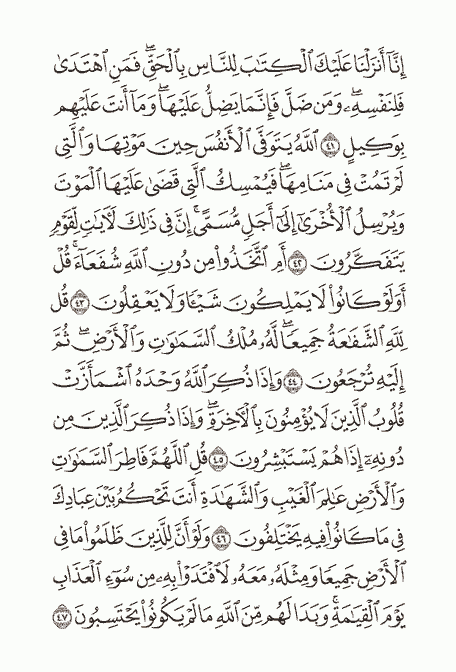 إِنَّآ أَنزَلْنَا عَلَيْكَ ٱلْكِتَٰبَ لِلنَّاسِ بِٱلْحَقِّ ۖ فَمَنِ ٱهْتَدَىٰ
فَلِنَفْسِهِۦ ۖ وَمَن ضَلَّ فَإِنَّمَا يَضِلُّ عَلَيْهَا ۖ وَمَآ أَنتَ عَلَيْهِم
بِوَكِيلٍ ٤١ ٱللَّهُ يَتَوَفَّى ٱلْأَنفُسَ حِينَ مَوْتِهَا وَٱلَّتِى
لَمْ تَمُتْ فِى مَنَامِهَا ۖ فَيُمْسِكُ ٱلَّتِى قَضَىٰ عَلَيْهَا ٱلْمَوْتَ
وَيُرْسِلُ ٱلْأُخْرَىٰٓ إِلَىٰٓ أَجَلٍ مُّسَمًّى ۚ إِنَّ فِى ذَٰلِكَ لَـَٔايَٰتٍ لِّقَوْمٍ
يَتَفَكَّرُونَ ٤٢ أَمِ ٱتَّخَذُوا۟ مِن دُونِ ٱللَّهِ شُفَعَآءَ ۚ قُلْ
أَوَلَوْ كَانُوا۟ لَا يَمْلِكُونَ شَيْـًٔا وَلَا يَعْقِلُونَ ٤٣ قُل
لِّلَّهِ ٱلشَّفَٰعَةُ جَمِيعًا ۖ لَّهُۥ مُلْكُ ٱلسَّمَٰوَٰتِ وَٱلْأَرْضِ ۖ ثُمَّ
إِلَيْهِ تُرْجَعُونَ ٤٤ وَإِذَا ذُكِرَ ٱللَّهُ وَحْدَهُ ٱشْمَأَزَّتْ
قُلُوبُ ٱلَّذِينَ لَا يُؤْمِنُونَ بِٱلْـَٔاخِرَةِ ۖ وَإِذَا ذُكِرَ ٱلَّذِينَ مِن
دُونِهِۦٓ إِذَا هُمْ يَسْتَبْشِرُونَ ٤٥ قُلِ ٱللَّهُمَّ فَاطِرَ ٱلسَّمَٰوَٰتِ
وَٱلْأَرْضِ عَٰلِمَ ٱلْغَيْبِ وَٱلشَّهَٰدَةِ أَنتَ تَحْكُمُ بَيْنَ عِبَادِكَ
فِى مَا كَانُوا۟ فِيهِ يَخْتَلِفُونَ ٤٦ وَلَوْ أَنَّ لِلَّذِينَ ظَلَمُوا۟ مَا فِى
ٱلْأَرْضِ جَمِيعًا وَمِثْلَهُۥ مَعَهُۥ لَٱفْتَدَوْا۟ بِهِۦ مِن سُوٓءِ ٱلْعَذَابِ
يَوْمَ ٱلْقِيَٰمَةِ ۚ وَبَدَا لَهُم مِّنَ ٱللَّهِ مَا لَمْ يَكُونُوا۟ يَحْتَسِبُونَ ٤٧